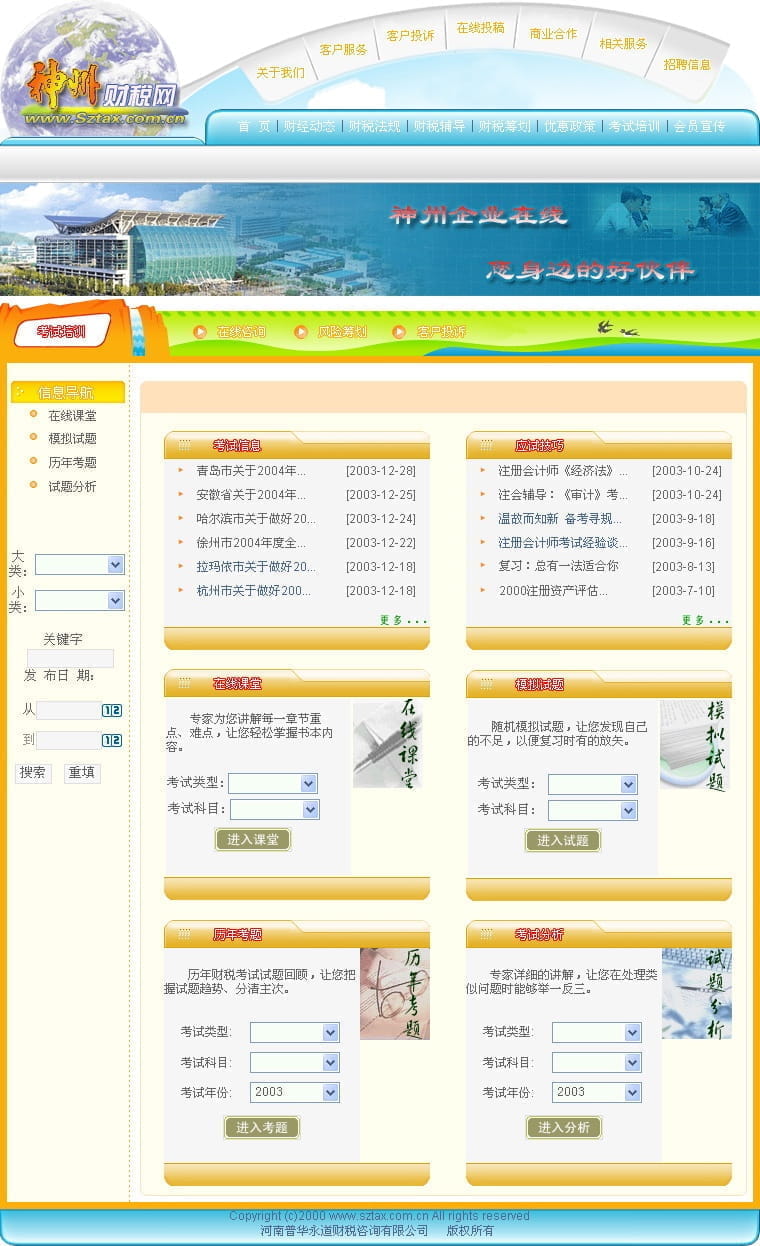 关于我们
客户服务
客户投诉
在线投稿
商业合作
相关服务
招聘信息
神州财税网
www.Sztax.com.cn
首 页 | 财经动态 | 财税法规 | 财税辅导 | 财税筹划 | 优惠政策 | 考试培训 | 会员宣传
神州企业在线
您身边的好伙伴
考试培训
在线咨询 风险筹划 客户投诉
信息导航
在线课堂
模拟试题
历年考题
试题分析
大类：
小类：
关键字
发 布日 期：
从 12
到 12
搜索 重填
考试信息
青岛市关于2004年... [2003-12-28]
安徽省关于2004年... [2003-12-25]
哈尔滨市关于做好20... [2003-12-24]
徐州市2004年度全... [2003-12-22]
拉玛依市关于做好20... [2003-12-18]
杭州市关于做好200... [2003-12-18]
更多...
应试技巧
注册会计师《经济法》... [2003-10-24]
注会辅导：《审计》考... [2003-10-24]
温故而知新 备考寻规... [2003-9-18]
注册会计师考试经验谈... [2003-9-16]
复习：总有一法适合你 [2003-8-13]
2000注册资产评估... [2003-7-10]
更多...
在线课堂
专家为您讲解每一章节重
点、难点，让您轻松掌握书本内
容。
在线课堂
考试类型：
考试科目：
进入课堂
模拟试题
随机模拟试题，让您发现自己
的不足，以便复习时有的放矢。
模拟试题
考试类型：
考试科目：
进入试题
历年考题
历年财税考试试题回顾，让您把
握试题趋势、分清主次。
历年考题
考试类型:
考试科目:
考试年份: 2003
进入考题
考试分析
专家详细的讲解，让您在处理类
似问题时能够举一反三。
试题分析
考试类型:
考试科目:
考试年份: 2003
进入分析
Copyright (c)2000 www.sztax.com.cn All rights reserved
河南普华永道财税咨询有限公司 版权所有